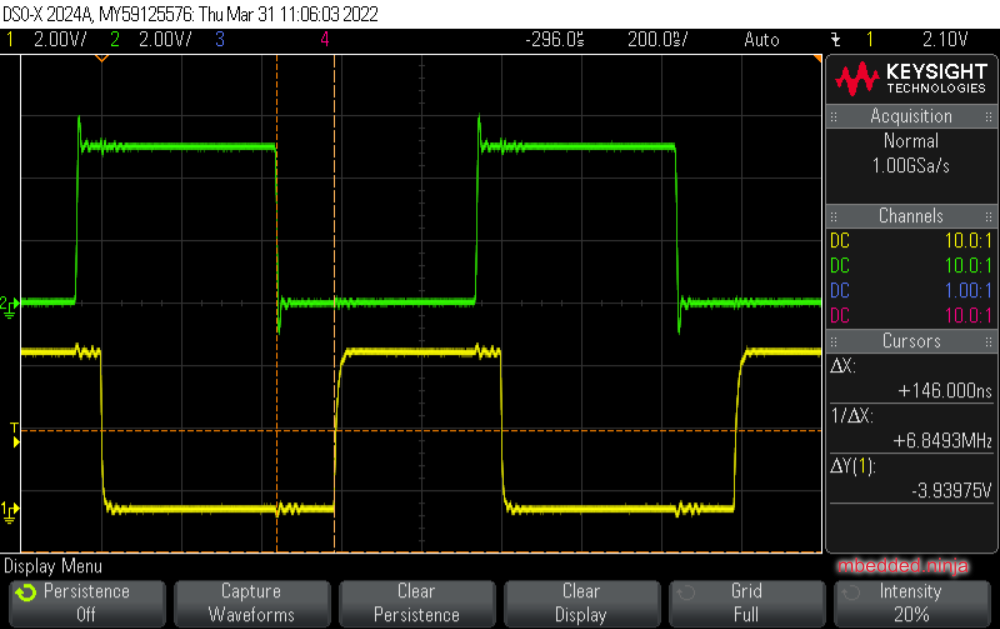 DSO-X 2024A, MY59125576: Thu Mar 31 11:06:03 2022
1 2.00V/ 2 2.00V/ 3 4 -296.0s 200.0s/ Auto 1 2.10V
KEYSIGHT
TECHNOLOGIES
Acquisition
Normal
1.00GSa/s
Channels
DC 10.0:1
DC 10.0:1
DC 1.00:1
DC 10.0:1
Cursors
ΔX:
+146.000ns
1/ΔX:
+6.8493MHz
ΔY(1):
-3.93975V
2
T
1
mbedded.ninja
Display Menu
Persistence
Off
Capture
Waveforms
Clear
Persistence
Clear
Display
Grid
Full
Intensity
20%